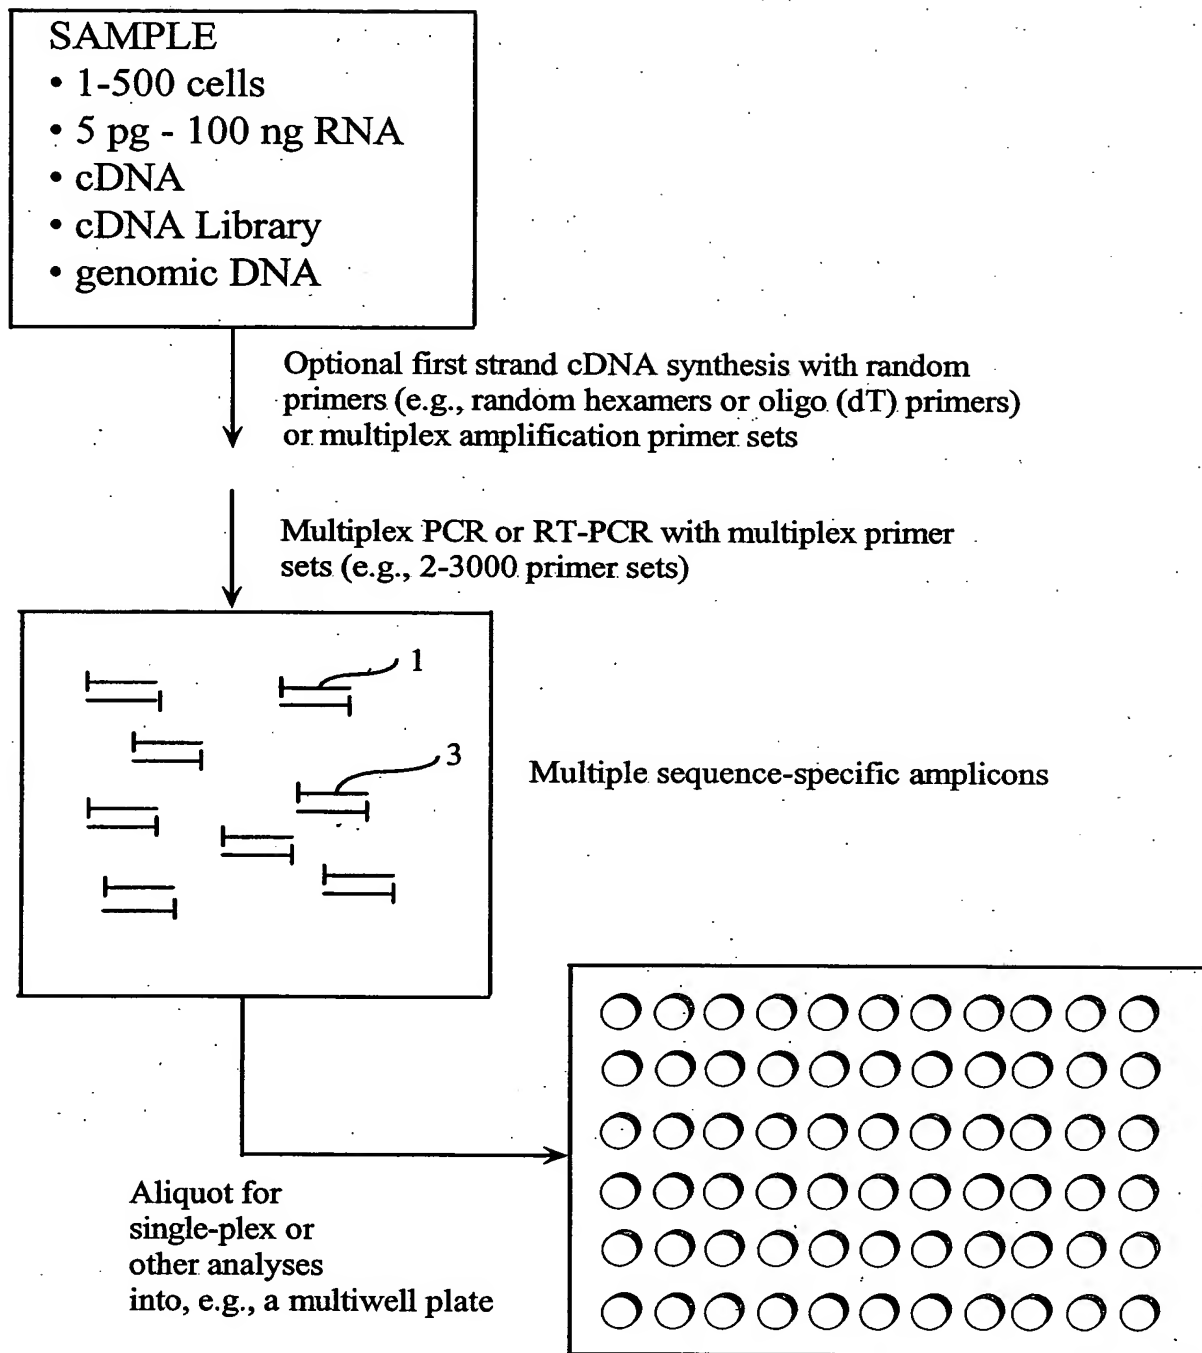 SAMPLE
• 1-500 cells
• 5 pg - 100 ng RNA
• cDNA
• cDNA Library
• genomic DNA
Optional first strand cDNA synthesis with random
primers (e.g., random hexamers or oligo (dT) primers)
or multiplex amplification primer sets
Multiplex PCR or RT-PCR with multiplex primer
sets (e.g., 2-3000 primer sets)
1
3
Multiple sequence-specific amplicons
Aliquot for
single-plex or
other analyses
into, e.g., a multiwell plate